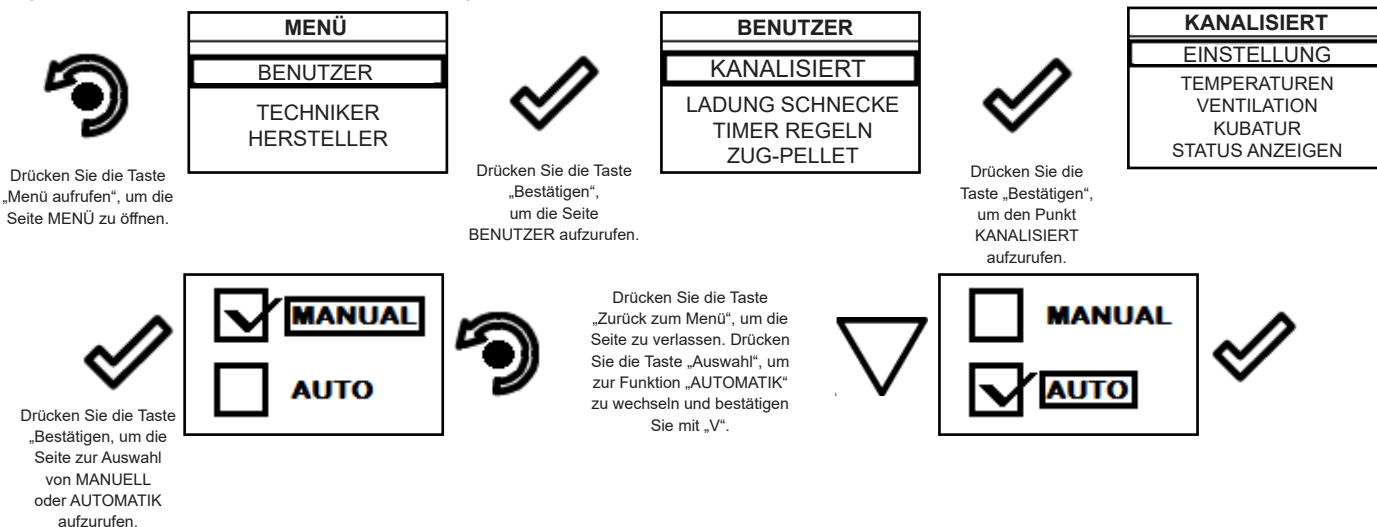 MENÜ
BENUTZER
TECHNIKER
HERSTELLER
Drücken Sie die Taste
„Menü aufrufen“, um die
Seite MENÜ zu öffnen.
BENUTZER
KANALISIERT
LADUNG SCHNECKE
TIMER REGELN
ZUG-PELLET
Drücken Sie die Taste
„Bestätigen“,
um die Seite
BENUTZER aufzurufen.
KANALISIERT
EINSTELLUNG
TEMPERATUREN
VENTILATION
KUBATUR
STATUS ANZEIGEN
Drücken Sie die
Taste „Bestätigen“,
um den Punkt
KANALISIERT
aufzurufen.
Drücken Sie die Taste
„Bestätigen, um die
Seite zur Auswahl
von MANUELL
oder AUTOMATIK
aufzurufen.
MANUAL
AUTO
Drücken Sie die Taste
„Zurück zum Menü“, um die
Seite zu verlassen. Drücken
Sie die Taste „Auswahl“, um
zur Funktion „AUTOMATIK“
zu wechseln und bestätigen
Sie mit „V“.
MANUAL
AUTO